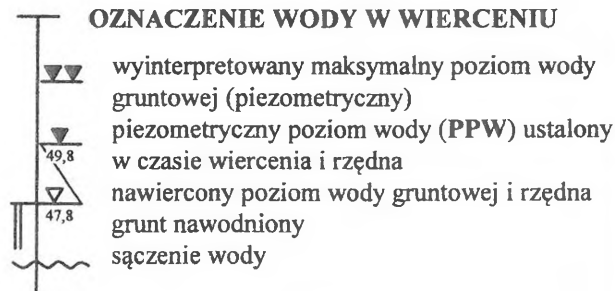 OZNACZENIE WODY W WIERCENIU
wyinterpretowany maksymalny poziom wody
gruntowej (piezometryczny)
piezometryczny poziom wody (PPW) ustalony
49,8
w czasie wiercenia i rzędna
nawiercony poziom wody gruntowej i rzędna
47,8
grunt nawodniony
sączenie wody